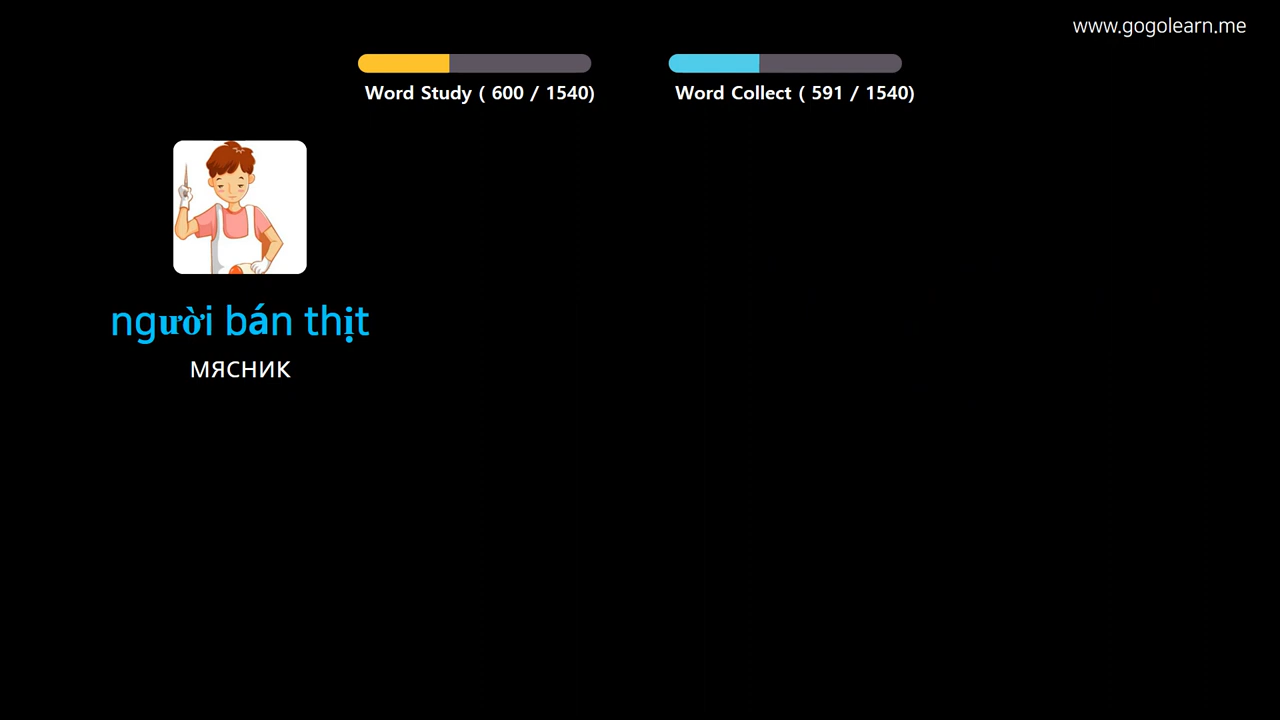 www.gogolearn.me
Word Study ( 600 / 1540)
Word Collect ( 591 / 1540)
người bán thịt
мясник